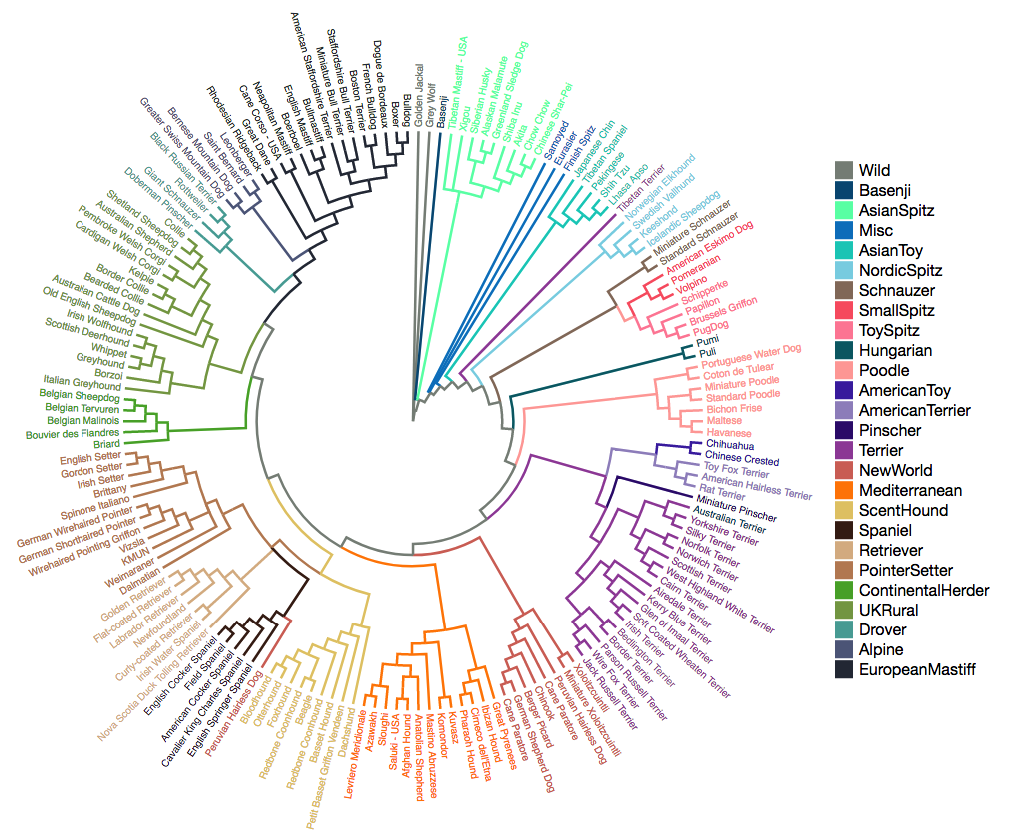 Golden Jackal
Grey Wolf
Basenji
Tibetan Mastiff - USA
Xigou
Siberian Husky
Alaskan Malamute
Greenland Sledge Dog
Shiba Inu
Akita
Chow Chow
Chinese Shar-Pei
Samoyed
Eurasier
Finish Spitz
Japanese Chin
Tibetan Spaniel
Pekingese
Shih Tzu
Lhasa Apso
Tibetan Terrier
Norwegian Elkhound
Swedish Vallhund
Keeshond
Icelandic Sheepdog
Miniature Schnauzer
Standard Schnauzer
American Eskimo Dog
Pomeranian
Volpino
Schipperke
Papillon
Brussels Griffon
PugDog
Pumi
Puli
Portuguese Water Dog
Coton de Tulear
Miniature Poodle
Standard Poodle
Bichon Frise
Maltese
Havanese
Chihuahua
Chinese Crested
Toy Fox Terrier
American Hairless Terrier
Rat Terrier
Miniature Pinscher
Australian Terrier
Yorkshire Terrier
Silky Terrier
Norfolk Terrier
Norwich Terrier
Scottish Terrier
West Highland White Terrier
Cairn Terrier
Airedale Terrier
Kerry Blue Terrier
Glen of Imaal Terrier
Soft Coated Wheaten Terrier
Irish Terrier
Bedlington Terrier
Border Terrier
Parson Russell Terrier
Wire Fox Terrier
Jack Russell Terrier
Xoloitzcuintli
Miniature Xoloitzcuintli
Peruvian Hairless Dog
Cane Paratore
Chinook
Berger Picard
German Shepherd Dog
Cane Paratore
Great Pyrenees
Ibizan Hound
Cirneco dell'Etna
Pharaoh Hound
Kuvasz
Komondor
Mastino Abruzzese
Anatolian Shepherd
Afghan Hound
Saluki - USA
Sloughi
Azawakh
Levriero Meridionale
Dachshund
Petit Basset Griffon Vendeen
Basset Hound
Redbone Coonhound
Beagle
Redbone Coonhound
Foxhound
Otterhound
Bloodhound
Peruvian Hairless Dog
English Springer Spaniel
Cavalier King Charles Spaniel
American Cocker Spaniel
Field Spaniel
English Cocker Spaniel
Nova Scotia Duck Tolling Retriever
Irish Water Spaniel
Curly-coated Retriever
Newfoundland
Labrador Retriever
Flat-coated Retriever
Golden Retriever
Dalmatian
Weimaraner
KMUN
Vizsla
Wirehaired Pointing Griffon
German Shorthaired Pointer
German Wirehaired Pointer
Spinone Italiano
Brittany
Irish Setter
Gordon Setter
English Setter
Briard
Bouvier des Flandres
Belgian Malinois
Belgian Tervuren
Belgian Sheepdog
Italian Greyhound
Borzoi
Greyhound
Whippet
Scottish Deerhound
Irish Wolfhound
Old English Sheepdog
Australian Cattle Dog
Bearded Collie
Border Collie
Kelpie
Cardigan Welsh Corgi
Pembroke Welsh Corgi
Australian Shepherd
Shetland Sheepdog
Collie
Doberman Pinscher
Giant Schnauzer
Rottweiler
Black Russian Terrier
Greater Swiss Mountain Dog
Bernese Mountain Dog
Saint Bernard
Leonberger
Rhodesian Ridgeback
Great Dane
Cane Corso - USA
Neapolitan Mastiff
Boerboel
English Mastiff
Bullmastiff
American Staffordshire Terrier
Miniature Bull Terrier
Staffordshire Bull Terrier
Boston Terrier
French Bulldog
Dogue de Bordeaux
Boxer
Bulldog
Wild
Basenji
AsianSpitz
Misc
AsianToy
NordicSpitz
Schnauzer
SmallSpitz
ToySpitz
Hungarian
Poodle
AmericanToy
AmericanTerrier
Pinscher
Terrier
NewWorld
Mediterranean
ScentHound
Spaniel
Retriever
PointerSetter
ContinentalHerder
UKRural
Drover
Alpine
EuropeanMastiff